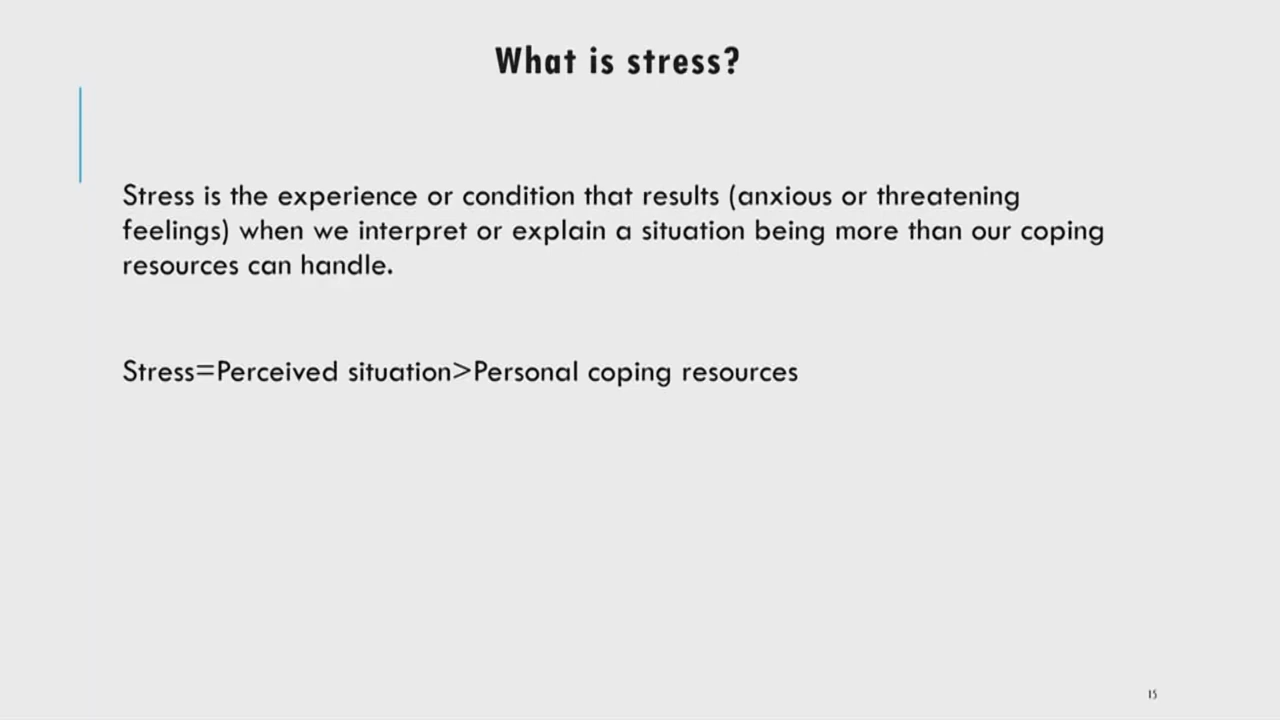 What is stress?
Stress is the experience or condition that results (anxious or threatening
feelings) when we interpret or explain a situation being more than our coping
resources can handle.
Stress=Perceived situation>Personal coping resources
15